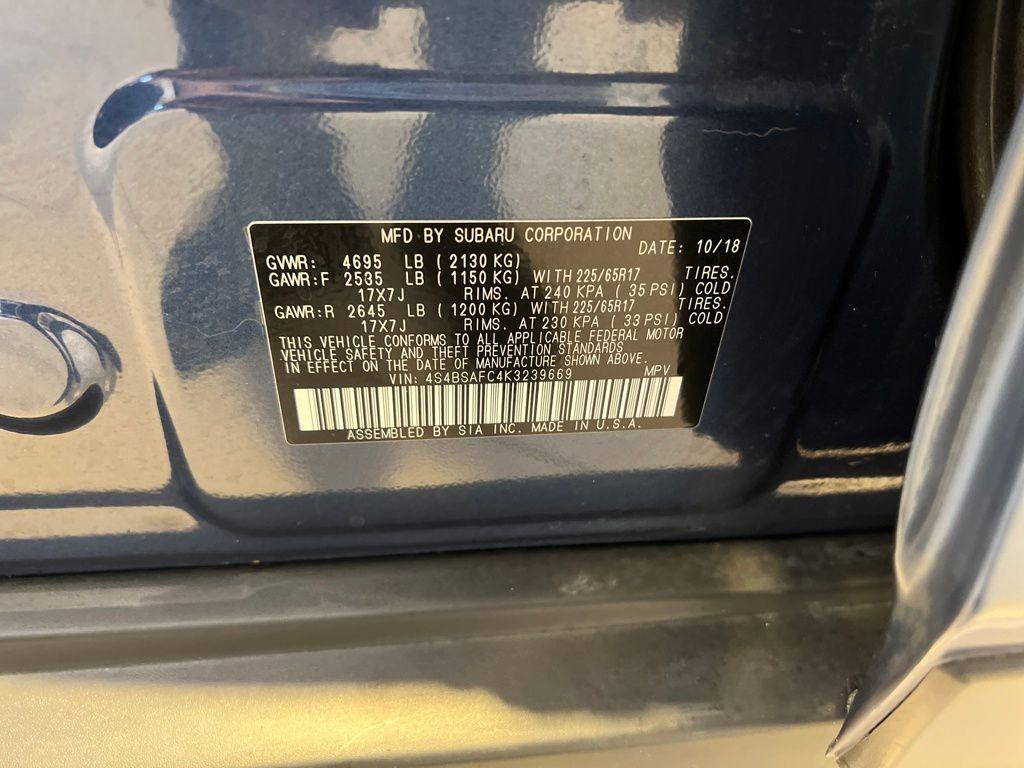 MFD BY SUBARU CORPORATION DATE: 10/18
GVWR: 4695 LB (2130 KG)
GAWR:F 2535 LB (1150 KG) WITH 225/65R17 TIRES.
17X7J RIMS. AT 240 KPA (35 PSI) COLD
GAWR:R 2645 LB (1200 KG) WITH 225/65R17 TIRES.
17X7J RIMS. AT 230 KPA (33 PSI) COLD
THIS VEHICLE CONFORMS TO ALL APPLICABLE FEDERAL MOTOR
VEHICLE SAFETY AND THEFT PREVENTION STANDARDS
IN EFFECT ON THE DATE OF MANUFACTURE SHOWN ABOVE.
VIN: 4S4BSAFC4K3239669 MPV
ASSEMBLED BY SIA INC. MADE IN U.S.A.